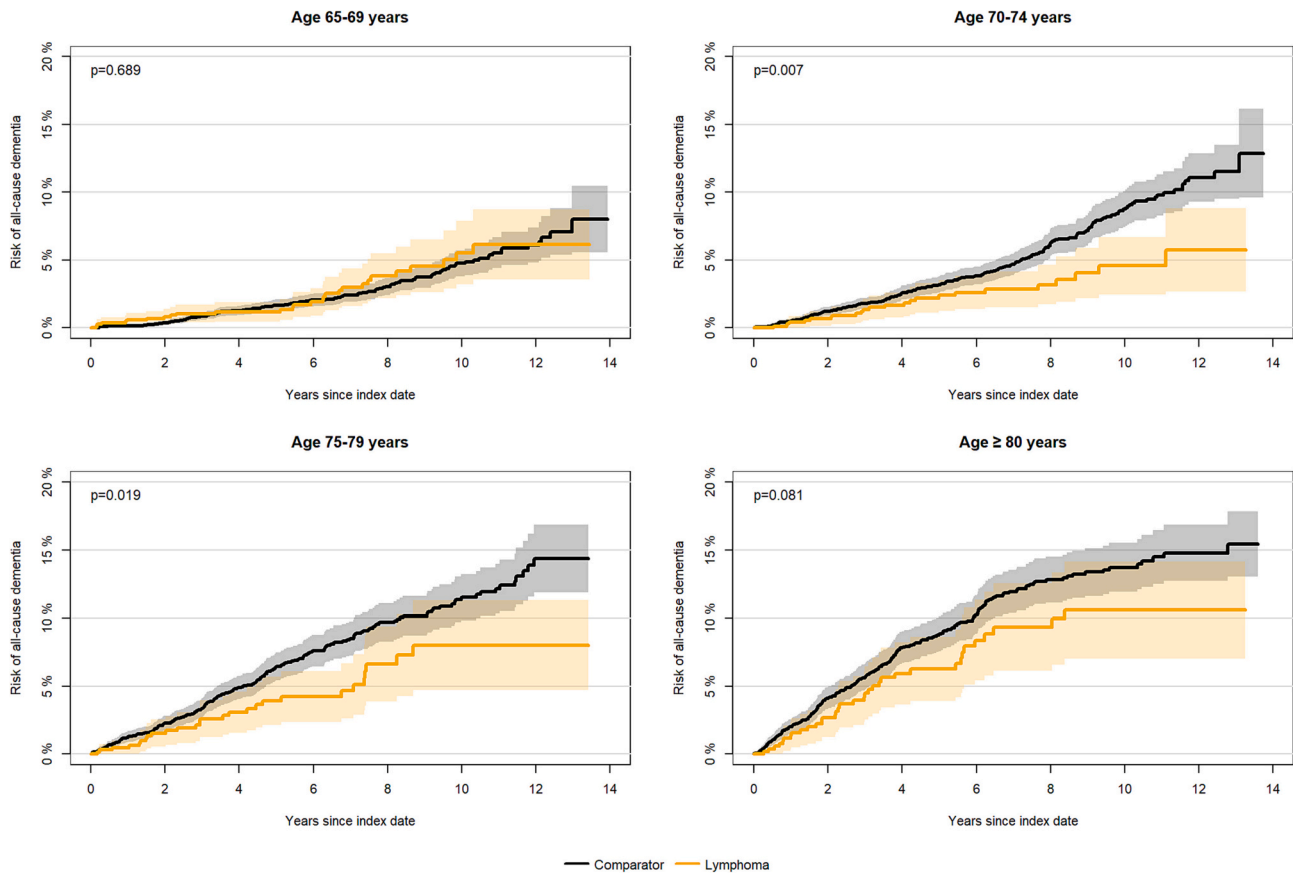 Age 65-69 years
20 %
15 %
10 %
5 %
0 %
Risk of all-cause dementia
p=0.689
0 2 4 6 8 10 12 14
Years since index date
Age 70-74 years
20 %
15 %
10 %
5 %
0 %
Risk of all-cause dementia
p=0.007
0 2 4 6 8 10 12 14
Years since index date
Age 75-79 years
20 %
15 %
10 %
5 %
0 %
Risk of all-cause dementia
p=0.019
0 2 4 6 8 10 12 14
Years since index date
Age ≥ 80 years
20 %
15 %
10 %
5 %
0 %
Risk of all-cause dementia
p=0.081
0 2 4 6 8 10 12 14
Years since index date
Comparator Lymphoma